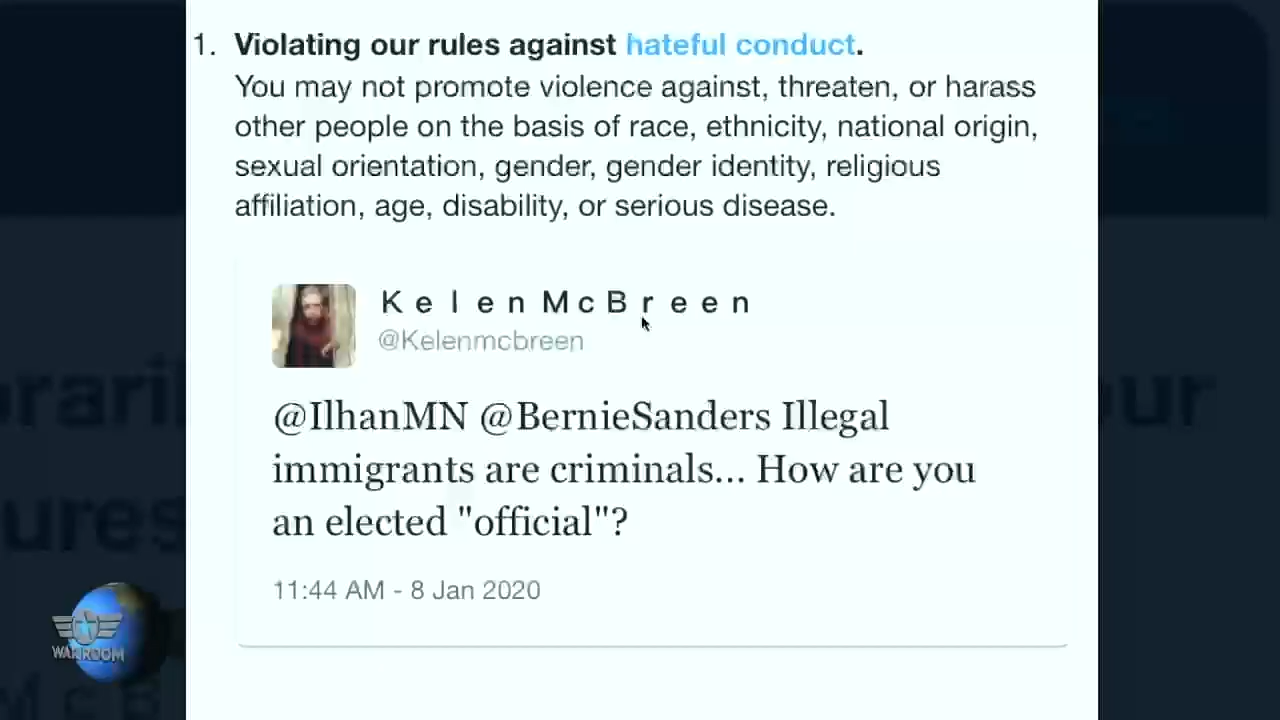 1. Violating our rules against hateful conduct.
You may not promote violence against, threaten, or harass
other people on the basis of race, ethnicity, national origin,
sexual orientation, gender, gender identity, religious
affiliation, age, disability, or serious disease.
K e l e n M c B r e e n
@Kelenmcbreen
@IlhanMN @BernieSanders Illegal
immigrants are criminals... How are you
an elected "official"?
11:44 AM - 8 Jan 2020
WAR ROOM